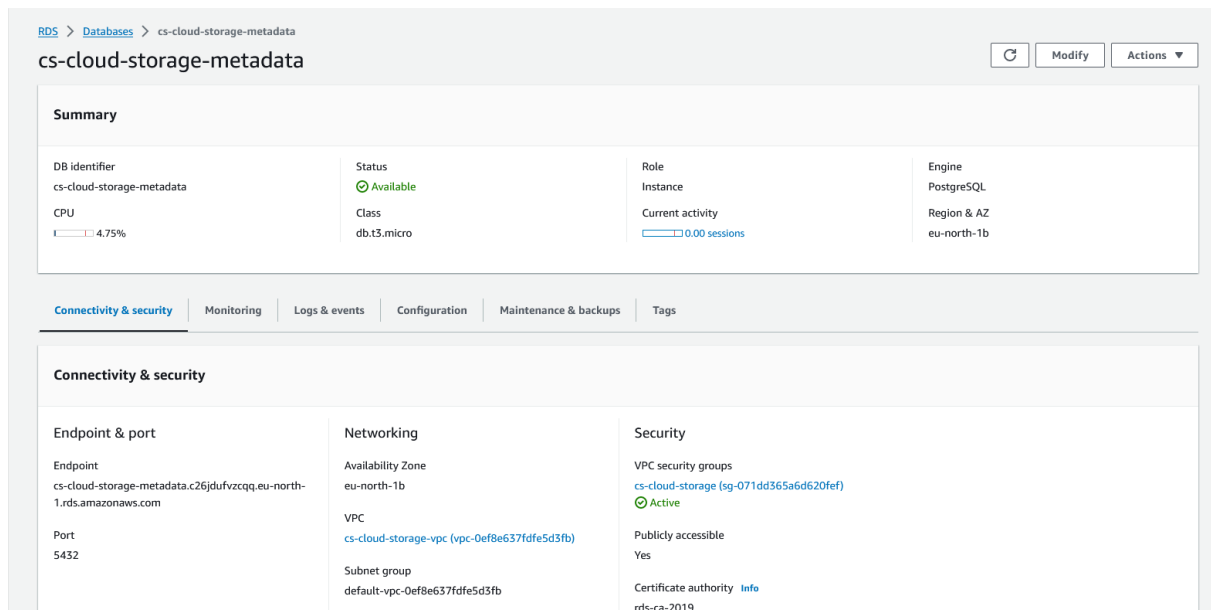 RDS > Databases > cs-cloud-storage-metadata
cs-cloud-storage-metadata
Modify
Actions
Summary
DB identifier
cs-cloud-storage-metadata
Status
Available
Role
Instance
Engine
PostgreSQL
CPU
4.75%
Class
db.t3.micro
Current activity
0.00 sessions
Region & AZ
eu-north-1b
Connectivity & security
Monitoring
Logs & events
Configuration
Maintenance & backups
Tags
Connectivity & security
Endpoint & port
Endpoint
cs-cloud-storage-metadata.c26jdufvzcqq.eu-north-
1.rds.amazonaws.com
Port
5432
Networking
Availability Zone
eu-north-1b
VPC
cs-cloud-storage-vpc (vpc-0ef8e637fdfe5d3fb)
Subnet group
default-vpc-0ef8e637fdfe5d3fb
Security
VPC security groups
cs-cloud-storage (sg-071dd365a6d620fef)
Active
Publicly accessible
Yes
Certificate authority Info
rds-ca-2019